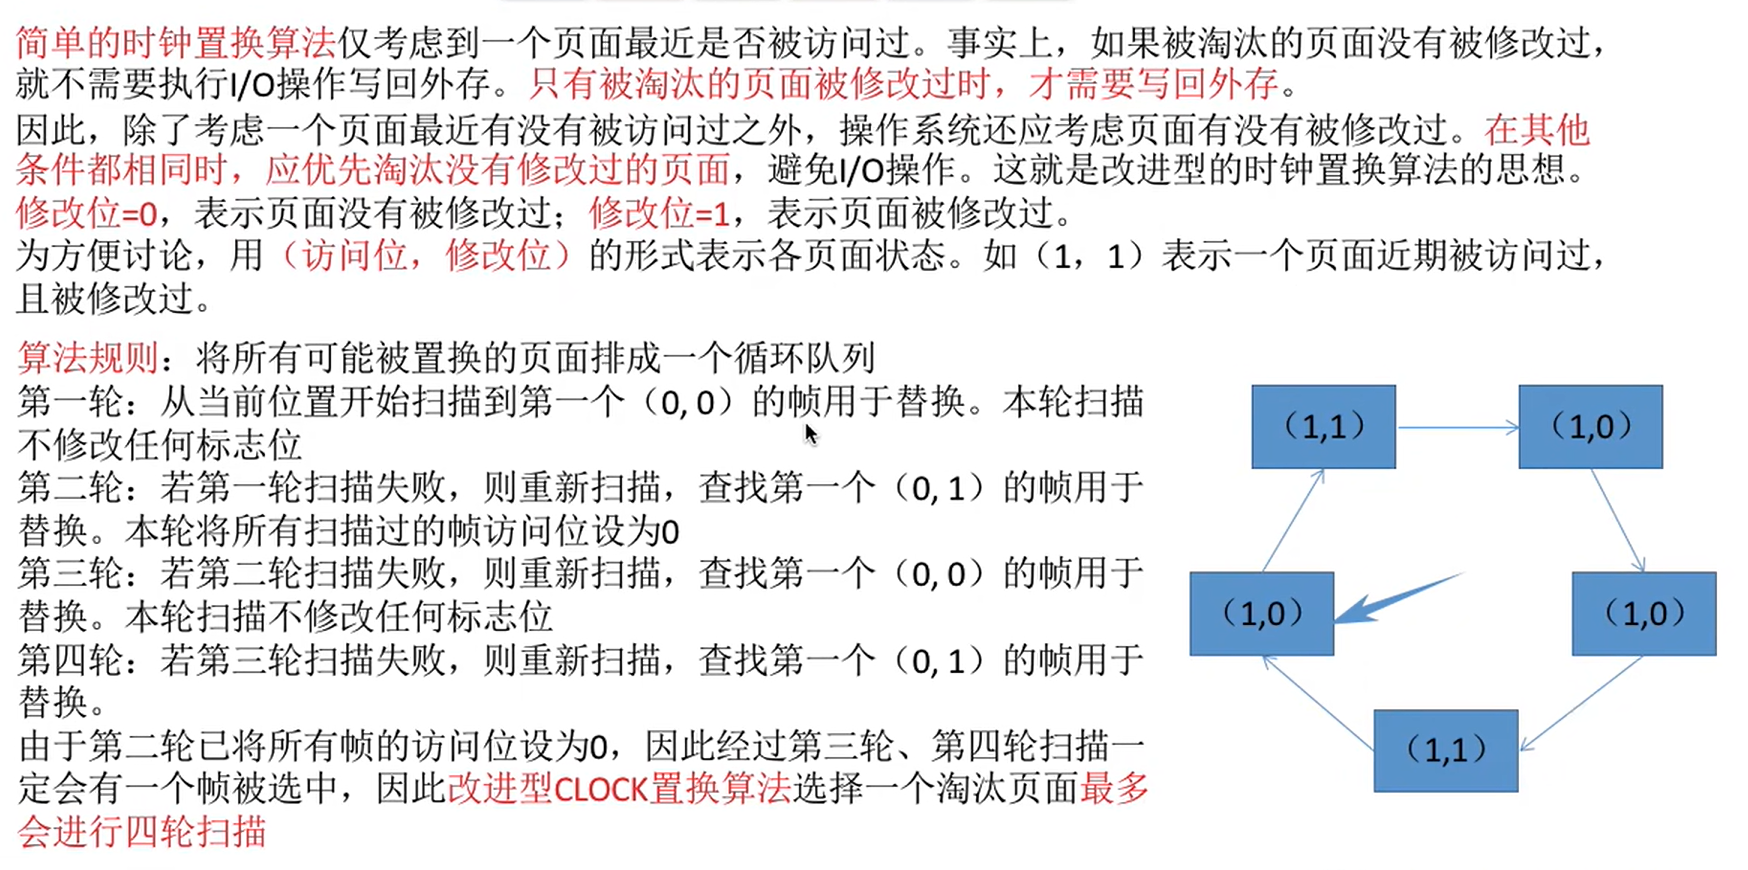 简单的时钟置换算法仅考虑到一个页面最近是否被访问过。事实上，如果被淘汰的页面没有被修改过，
就不需要执行I/O操作写回外存。只有被淘汰的页面被修改过时，才需要写回外存。
因此，除了考虑一个页面最近有没有被访问过之外，操作系统还应考虑页面有没有被修改过。在其他
条件都相同时，应优先淘汰没有修改过的页面，避免I/O操作。这就是改进型的时钟置换算法的思想。
修改位=0，表示页面没有被修改过；修改位=1，表示页面被修改过。
为方便讨论，用（访问位，修改位）的形式表示各页面状态。如（1，1）表示一个页面近期被访问过，
且被修改过。
算法规则：将所有可能被置换的页面排成一个循环队列
第一轮：从当前位置开始扫描到第一个（0, 0）的帧用于替换。本轮扫描
不修改任何标志位
第二轮：若第一轮扫描失败，则重新扫描，查找第一个（0, 1）的帧用于
替换。本轮将所有扫描过的帧访问位设为0
第三轮：若第二轮扫描失败，则重新扫描，查找第一个（0, 0）的帧用于
替换。本轮扫描不修改任何标志位
第四轮：若第三轮扫描失败，则重新扫描，查找第一个（0, 1）的帧用于
替换。
由于第二轮已将所有帧的访问位设为0，因此经过第三轮、第四轮扫描一
定会有一个帧被选中，因此改进型CLOCK置换算法选择一个淘汰页面最多
会进行四轮扫描
（1,1）
（1,0）
（1,0）
（1,0）
（1,1）